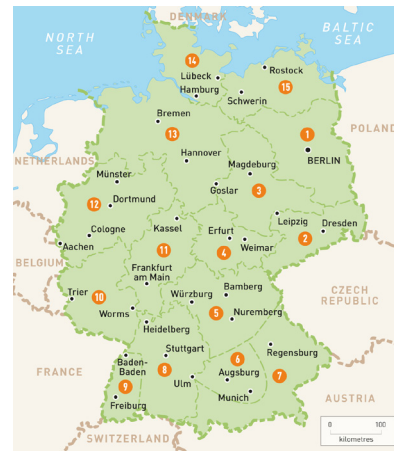 DENMARK
NORTH
SEA
BALTIC
SEA
14
Rostock
Lübeck
15
Hamburg
Schwerin
Bremen
13
1
POLAND
NETHERLANDS
Hannover
BERLIN
Magdeburg
Münster
3
Goslar
12
Dortmund
Leipzig
Dresden
Kassel
Cologne
Erfurt
2
11
4
Weimar
Aachen
BELGIUM
Frankfurt
am Main
Trier
10
Bamberg
CZECH
REPUBLIC
Würzburg
5
Worms
Nuremberg
Heidelberg
Regensburg
Baden-
Baden
Stuttgart
6
FRANCE
8
7
9
Ulm
Augsburg
Freiburg
Munich
AUSTRIA
0
100
kilometres
SWITZERLAND